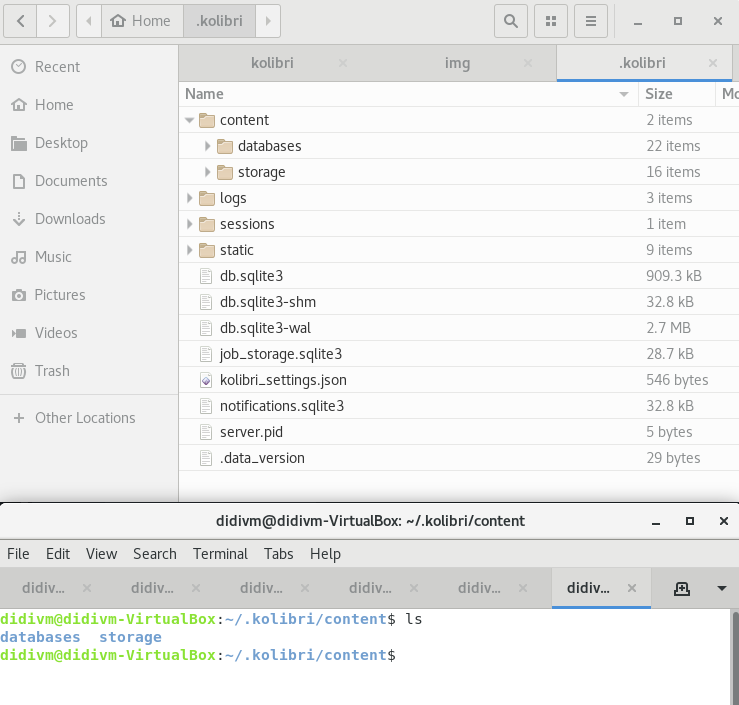 Home .kolibri
kolibri img .kolibri
Name Size Mo
Recent
Home
Desktop
Documents
Downloads
Music
Pictures
Videos
Trash
Other Locations
content 2 items
databases 22 items
storage 16 items
logs 3 items
sessions 1 item
static 9 items
db.sqlite3 909.3 kB
db.sqlite3-shm 32.8 kB
db.sqlite3-wal 2.7 MB
job_storage.sqlite3 28.7 kB
kolibri_settings.json 546 bytes
notifications.sqlite3 32.8 kB
server.pid 5 bytes
.data_version 29 bytes
didivm@didivm-VirtualBox: ~/.kolibri/content
File Edit View Search Terminal Tabs Help
didiv... didiv... didiv... didiv... didiv... didiv...
didivm@didivm-VirtualBox:~/.kolibri/content$ ls
databases storage
didivm@didivm-VirtualBox:~/.kolibri/content$